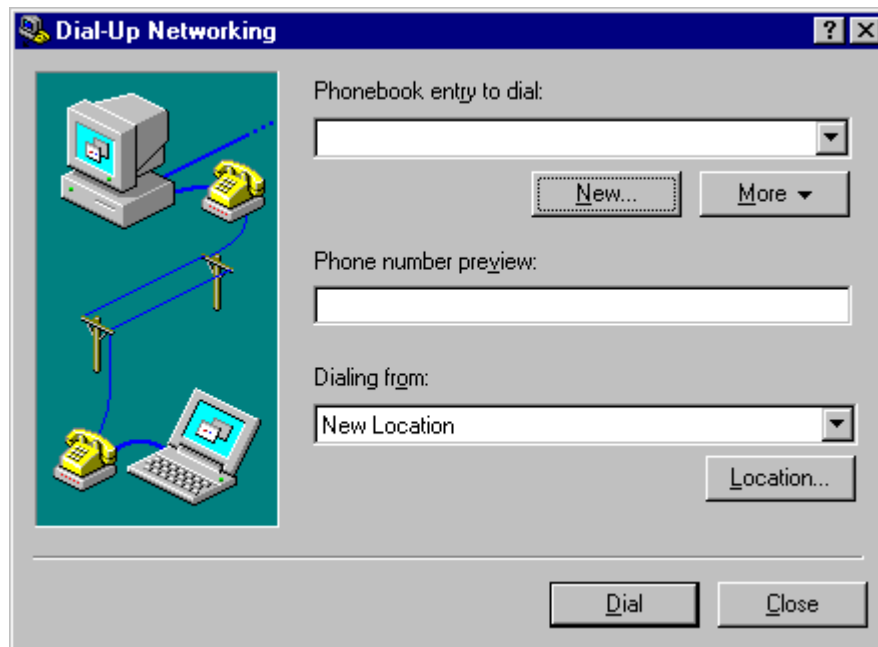 Dial-Up Networking
Phonebook entry to dial:
New... More
Phone number preview:
Dialing from:
New Location
Location...
Dial Close